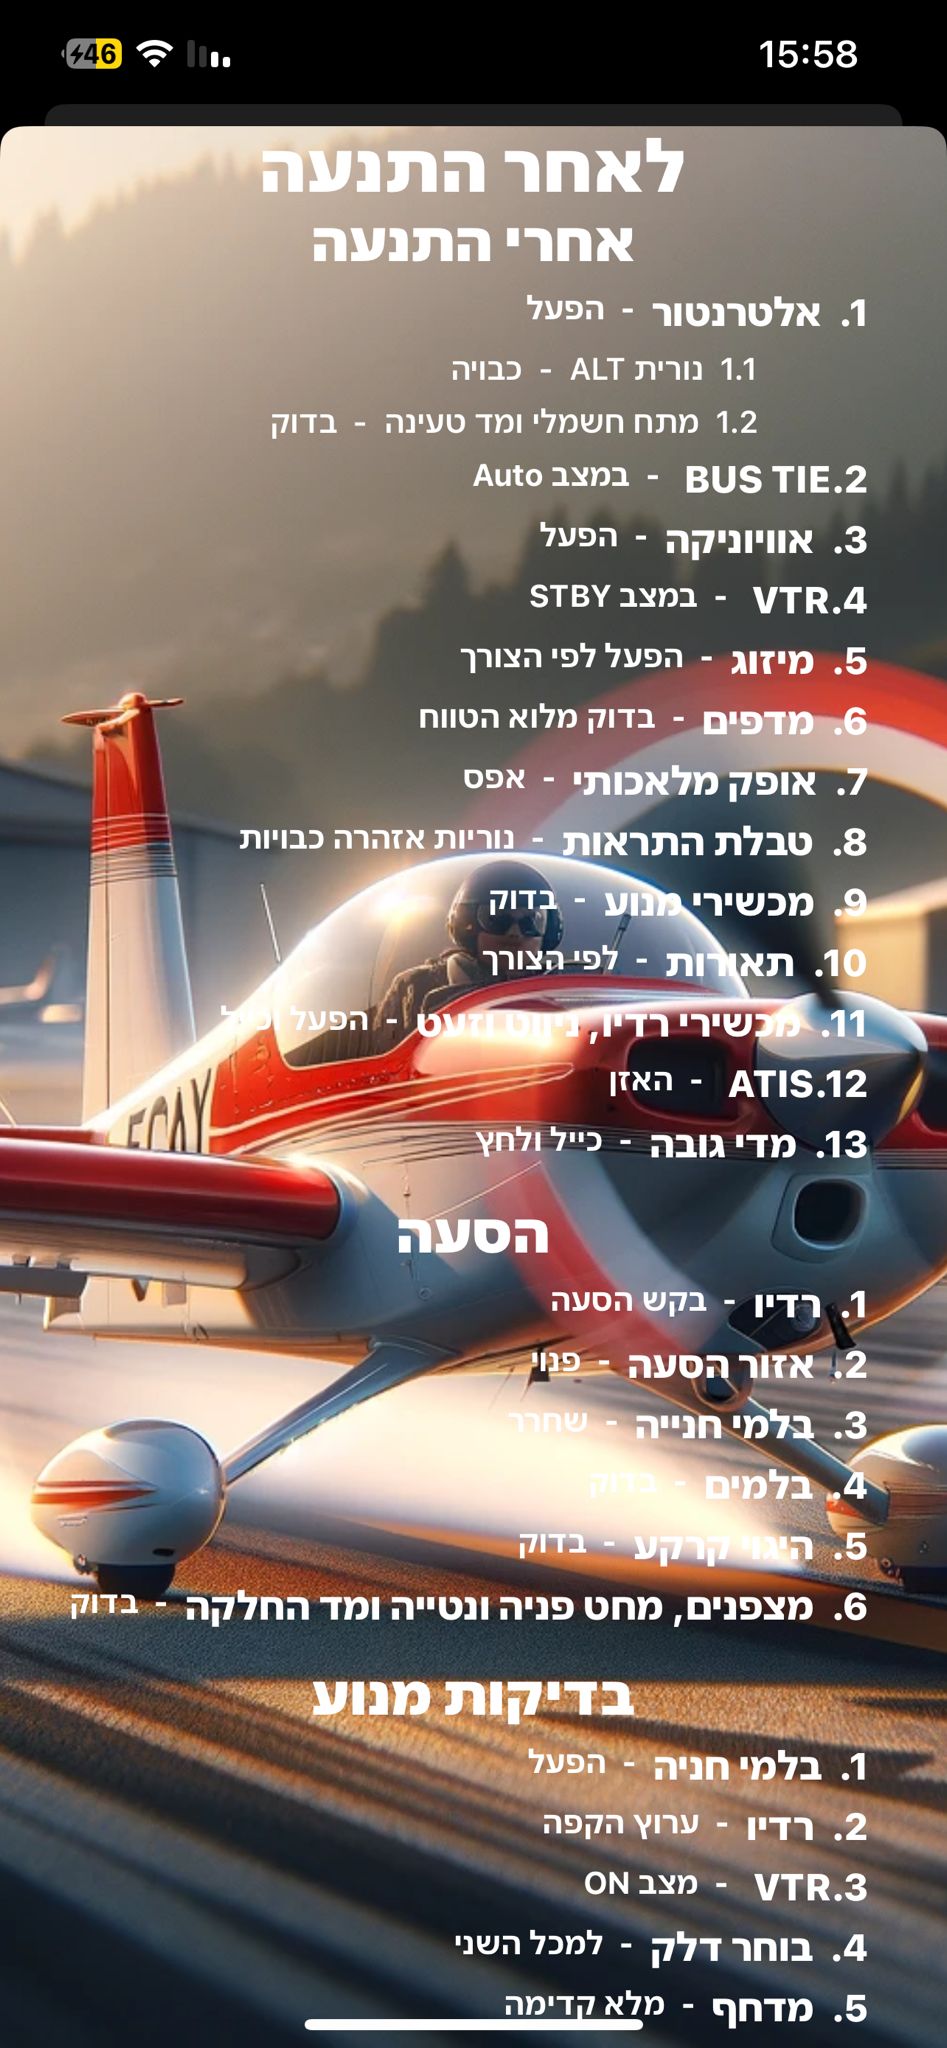 46
15:58
לאחר התנעה
אחרי התנעה
1. אלטרנטור - הפעל
1.1 נורית ALT - כבויה
1.2 מתח חשמלי ומד טעינה - בדוק
2.BUS TIE - במצב Auto
3. אוויוניקה - הפעל
4.VTR - במצב STBY
5. מיזוג - הפעל לפי הצורך
6. מדפים - בדוק מלוא הטווח
7. אופק מלאכותי - אפס
8. טבלת התראות - נוריות אזהרה כבויות
9. מכשירי מנוע - בדוק
10. תאורות - לפי הצורך
11. מכשירי רדיו, ניווט וזעט - הפעל וכייל
12.ATIS - האזן
13. מדי גובה - כייל ולחץ
הסעה
1. רדיו - בקש הסעה
2. אזור הסעה - פנוי
3. בלמי חנייה - שחרר
4. בלמים - בדוק
5. היגוי קרקע - בדוק
6. מצפנים, מחט פניה ונטייה ומד החלקה - בדוק
בדיקות מנוע
1. בלמי חניה - הפעל
2. רדיו - ערוץ הקפה
3.VTR - מצב ON
4. בוחר דלק - למכל השני
5. מדחף - מלא קדימה